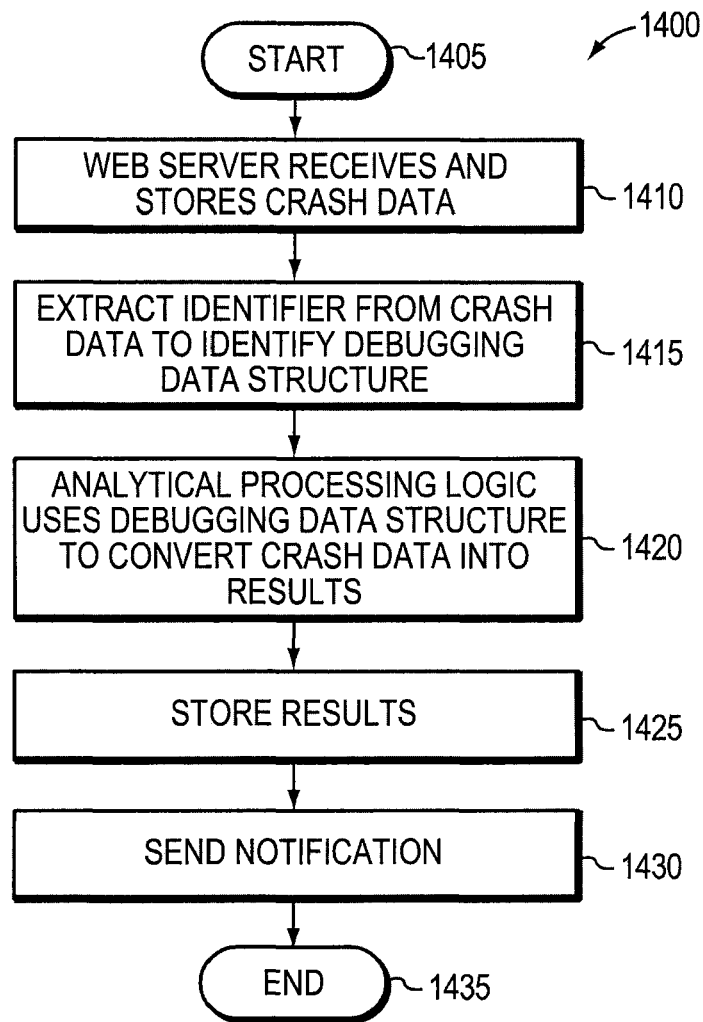 1400
START
1405
WEB SERVER RECEIVES AND
STORES CRASH DATA
1410
EXTRACT IDENTIFIER FROM CRASH
DATA TO IDENTIFY DEBUGGING
DATA STRUCTURE
1415
ANALYTICAL PROCESSING LOGIC
USES DEBUGGING DATA STRUCTURE
TO CONVERT CRASH DATA INTO
RESULTS
1420
STORE RESULTS
1425
SEND NOTIFICATION
1430
END
1435